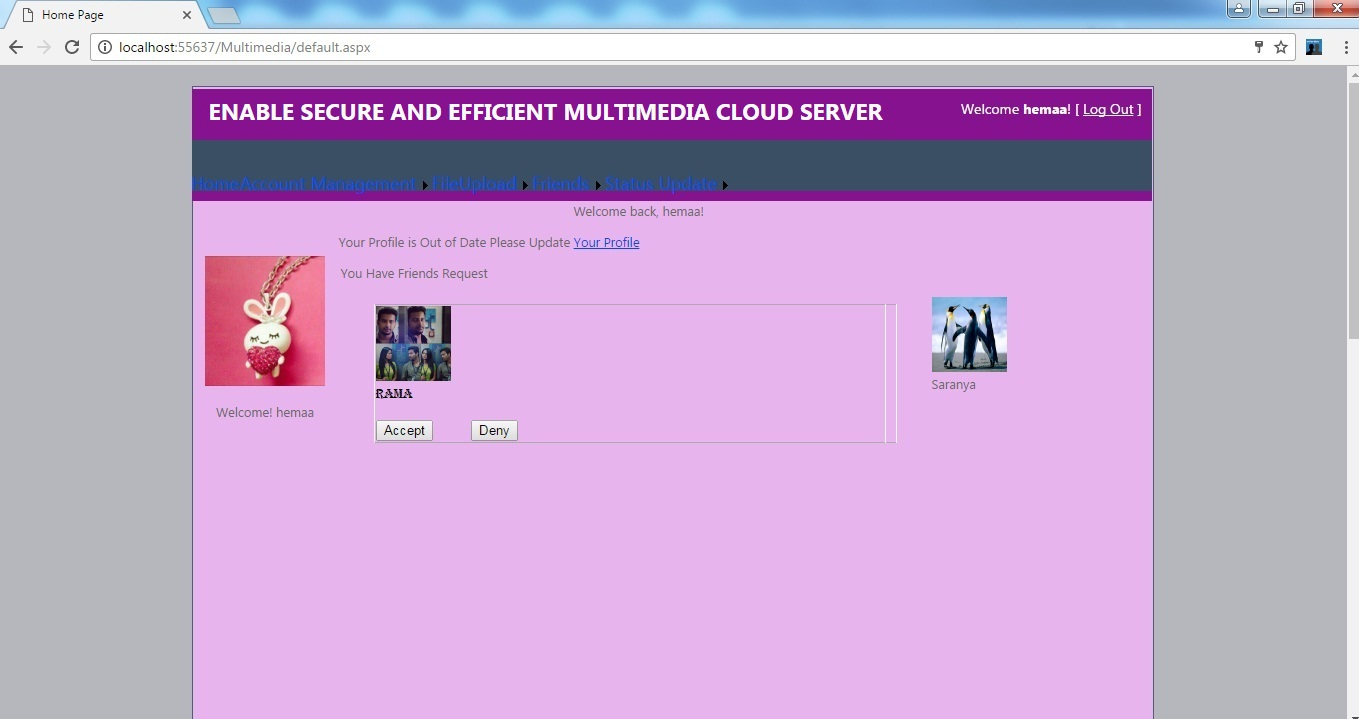 Home Page
localhost:55637/Multimedia/default.aspx
ENABLE SECURE AND EFFICIENT MULTIMEDIA CLOUD SERVER
Welcome hemaa! [ Log Out ]
HomeAccount Management FileUpload Friends Status Update
Welcome back, hemaa!
Your Profile is Out of Date Please Update Your Profile
You Have Friends Request
RAMA
Accept Deny
Saranya
Welcome! hemaa